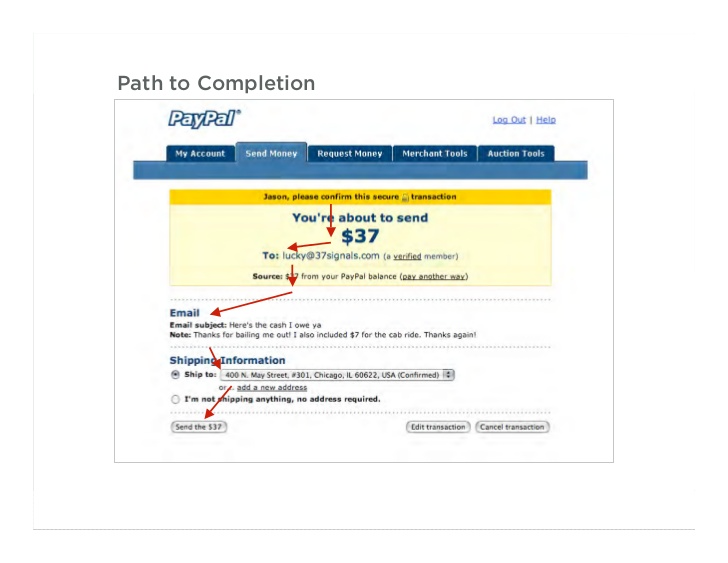 Path to Completion
PayPal®
Log Out | Help
My Account Send Money Request Money Merchant Tools Auction Tools
Jason, please confirm this secure transaction
You're about to send
$37
To: lucky@37signals.com (a verified member)
Source: $37 from your PayPal balance (pay another way)
Email
Email subject: Here's the cash I owe ya
Note: Thanks for bailing me out! I also included $7 for the cab ride. Thanks again!
Shipping Information
Ship to: 400 N. May Street, #301, Chicago, IL 60622, USA (Confirmed)
or... add a new address
I'm not shipping anything, no address required.
Send the $37 Edit transaction Cancel transaction